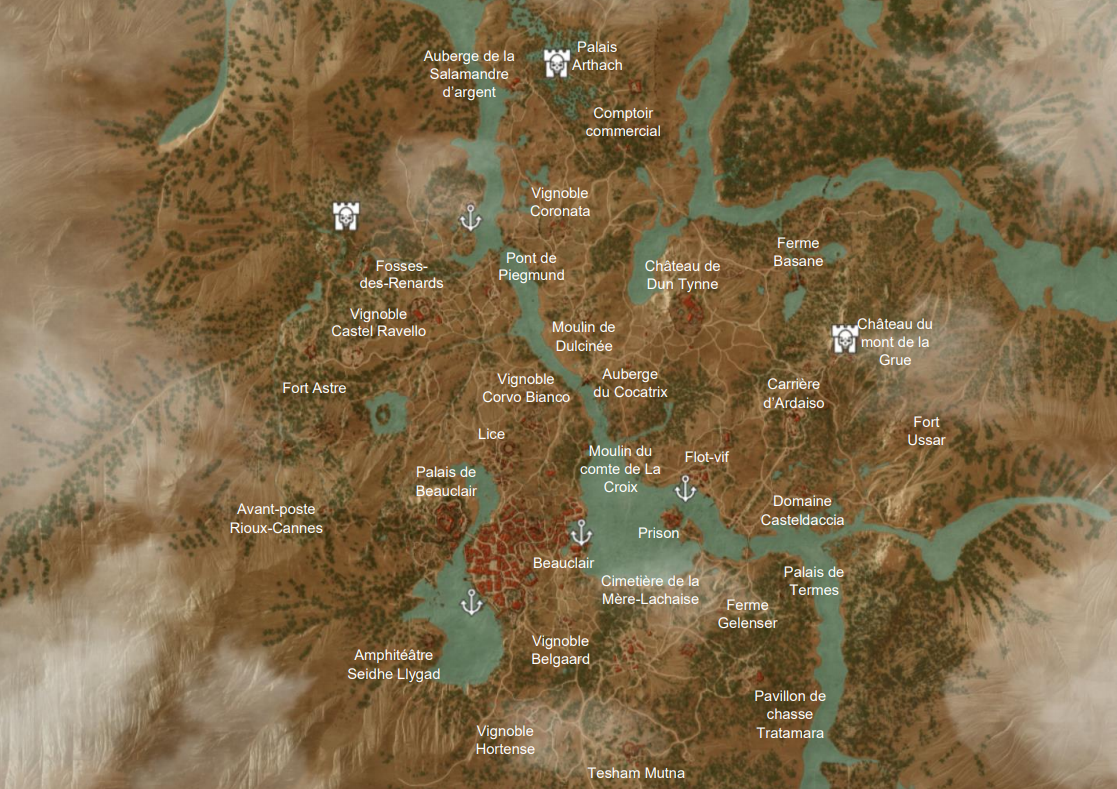 Auberge de la
Salamandre
d'argent
Palais
Arthach
Comptoir
commercial
Vignoble
Coronata
Pont de
Piegmund
Fosses-
des-Renards
Château de
Dun Tynne
Ferme
Basane
Vignoble
Castel Ravello
Moulin de
Dulcinée
Château du
mont de la
Grue
Fort Astre
Vignoble
Corvo Bianco
Auberge
du Cocatrix
Carrière
d'Ardaiso
Fort
Ussar
Lice
Moulin du
comte de La
Croix
Flot-vif
Palais de
Beauclair
Avant-poste
Rioux-Cannes
Domaine
Casteldaccia
Prison
Beauclair
Cimetière de la
Mère-Lachaise
Palais de
Termes
Ferme
Gelenser
Vignoble
Belgaard
Amphitéâtre
Seidhe Llygad
Pavillon de
chasse
Tratamara
Vignoble
Hortense
Tesham Mutna